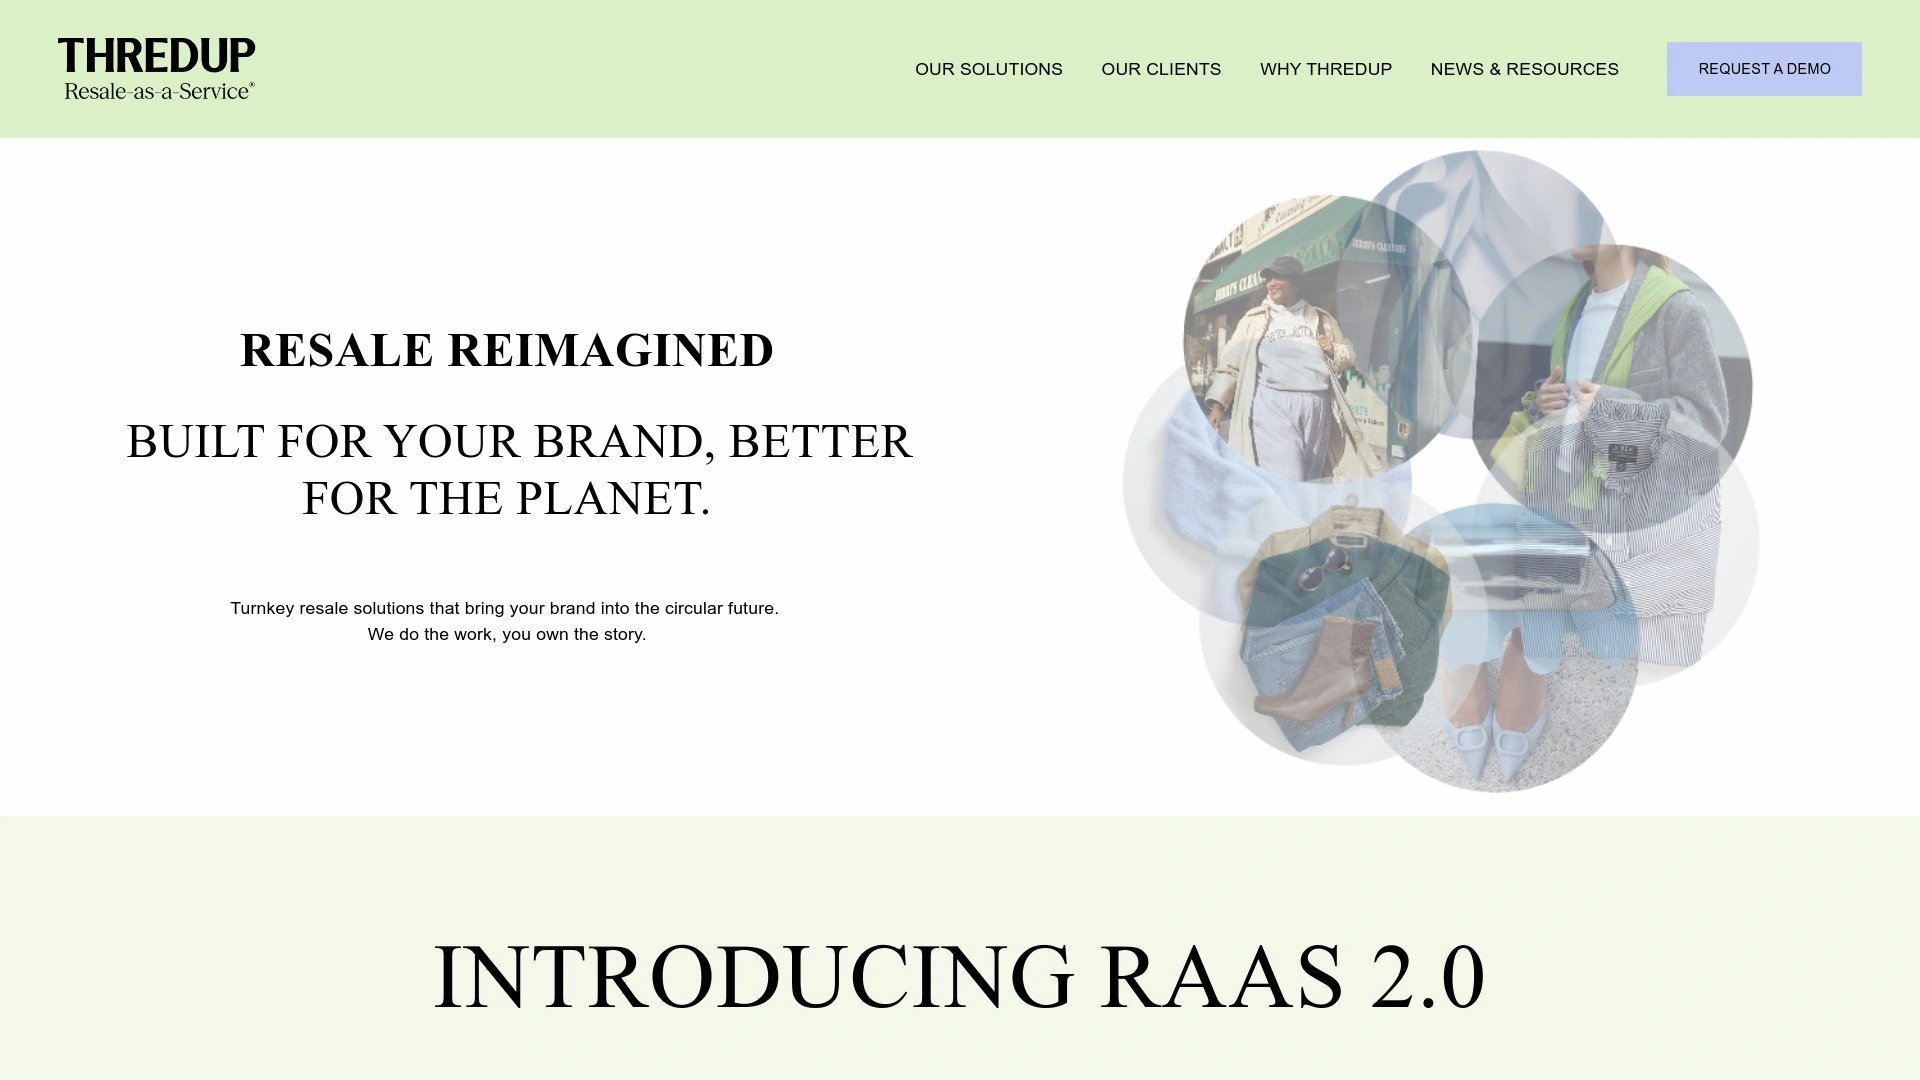 THREDUP
Resale-as-a-Service®
OUR SOLUTIONS
OUR CLIENTS
WHY THREDUP
NEWS & RESOURCES
REQUEST A DEMO
RESALE REIMAGINED
BUILT FOR YOUR BRAND, BETTER
FOR THE PLANET.
Turnkey resale solutions that bring your brand into the circular future.
We do the work, you own the story.
JERRI'S CLEANERS
INTRODUCING RAAS 2.0